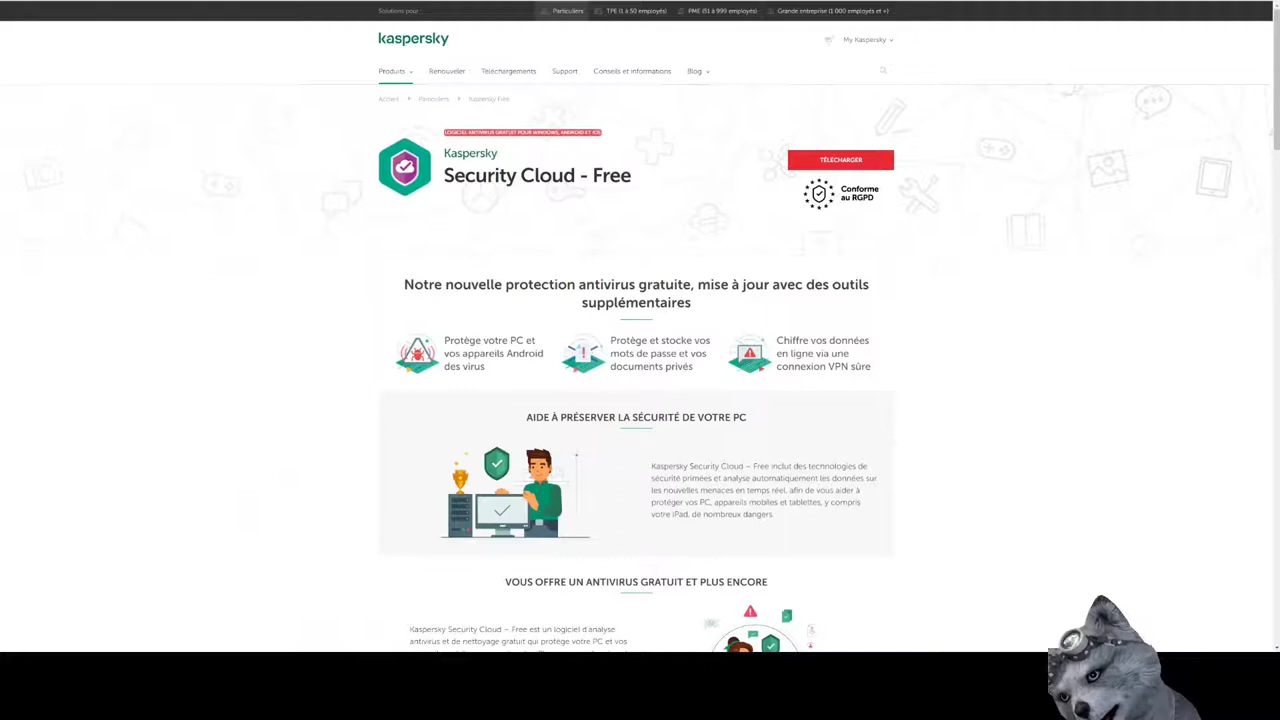 Solutions pour :
Particuliers
TPE (1 à 50 employés)
PME (51 à 999 employés)
Grande entreprise (1 000 employés et +)
kaspersky
My Kaspersky
Produits
Renouveler
Téléchargements
Support
Conseils et informations
Blog
Accueil
Particuliers
Kaspersky Free
LOGICIEL ANTIVIRUS GRATUIT POUR WINDOWS, ANDROID ET IOS
Kaspersky
Security Cloud - Free
TÉLÉCHARGER
Conforme
au RGPD
Notre nouvelle protection antivirus gratuite, mise à jour avec des outils
supplémentaires
Protège votre PC et
vos appareils Android
des virus
Protège et stocke vos
mots de passe et vos
documents privés
Chiffre vos données
en ligne via une
connexion VPN sûre
AIDE À PRÉSERVER LA SÉCURITÉ DE VOTRE PC
Kaspersky Security Cloud – Free inclut des technologies de
sécurité primées et analyse automatiquement les données sur
les nouvelles menaces en temps réel, afin de vous aider à
protéger vos PC, appareils mobiles et tablettes, y compris
votre iPad, de nombreux dangers.
VOUS OFFRE UN ANTIVIRUS GRATUIT ET PLUS ENCORE
Kaspersky Security Cloud – Free est un logiciel d'analyse
antivirus et de nettoyage gratuit qui protège votre PC et vos